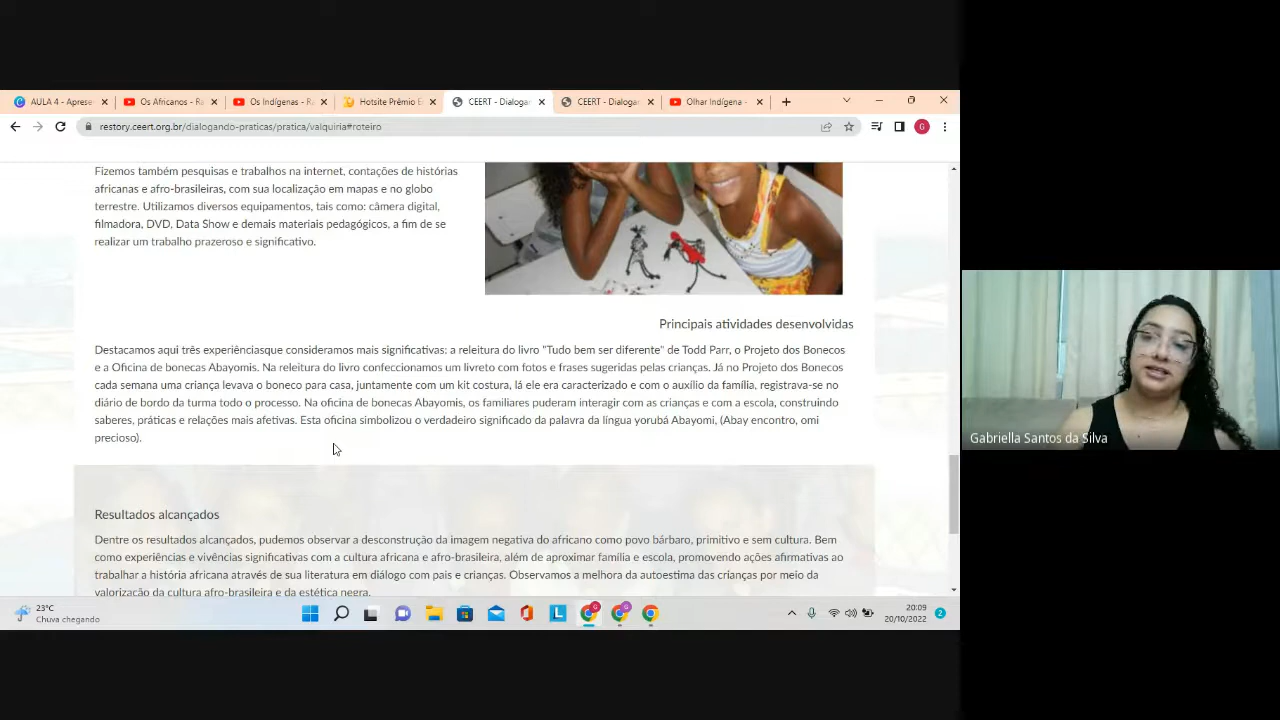 AULA 4 - Aprese
Os Africanos - Ra
Os Indígenas - Ra
Hotsite Prêmio E
CEERT - Dialoga
CEERT - Dialoga
Olhar Indígena -
restory.ceert.org.br/dialogando-praticas/pratica/valquiria#roteiro
G
Fizemos também pesquisas e trabalhos na internet, contações de histórias
africanas e afro-brasileiras, com sua localização em mapas e no globo
terrestre. Utilizamos diversos equipamentos, tais como: câmera digital,
filmadora, DVD, Data Show e demais materiais pedagógicos, a fim de se
realizar um trabalho prazeroso e significativo.
Principais atividades desenvolvidas
Destacamos aqui três experiênciasque consideramos mais significativas: a releitura do livro "Tudo bem ser diferente" de Todd Parr, o Projeto dos Bonecos
e a Oficina de bonecas Abayomis. Na releitura do livro confeccionamos um livreto com fotos e frases sugeridas pelas crianças. Já no Projeto dos Bonecos
cada semana uma criança levava o boneco para casa, juntamente com um kit costura, lá ele era caracterizado e com o auxílio da família, registrava-se no
diário de bordo da turma todo o processo. Na oficina de bonecas Abayomis, os familiares puderam interagir com as crianças e com a escola, construindo
saberes, práticas e relações mais afetivas. Esta oficina simbolizou o verdadeiro significado da palavra da língua yorubá Abayomi, (Abay encontro, omi
precioso).
Resultados alcançados
Dentre os resultados alcançados, pudemos observar a desconstrução da imagem negativa do africano como povo bárbaro, primitivo e sem cultura. Bem
como experiências e vivências significativas com a cultura africana e afro-brasileira, além de aproximar família e escola, promovendo ações afirmativas ao
trabalhar a história africana através de sua literatura em diálogo com pais e crianças. Observamos a melhora da autoestima das crianças por meio da
valorização da cultura afro-brasileira e da estética negra.
Gabriella Santos da Silva
23°C
Chuva chegando
20:09
20/10/2022
2